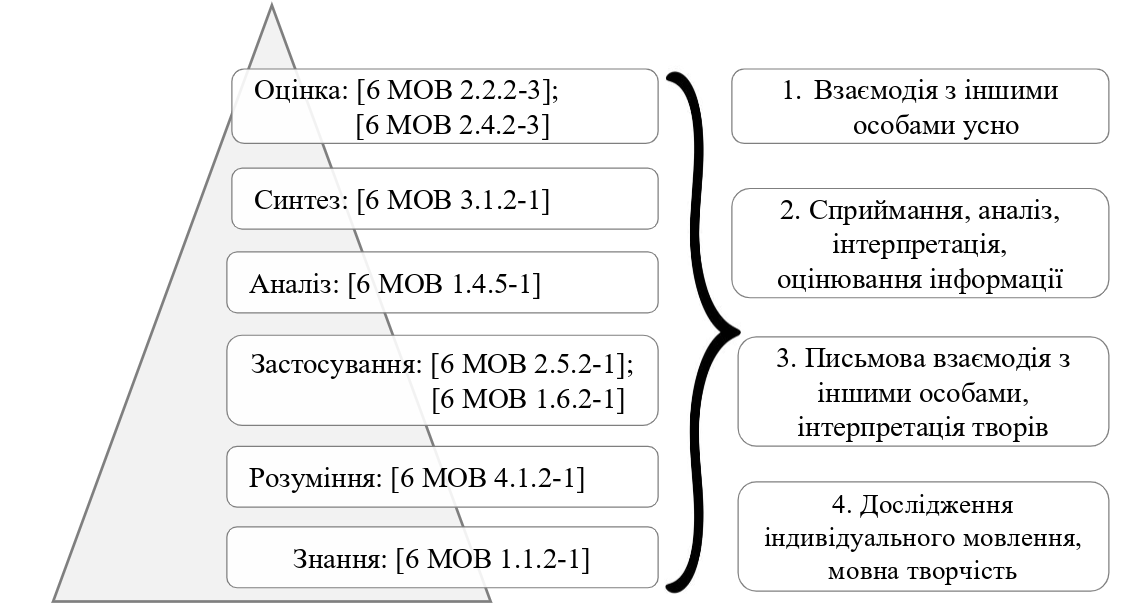 Оцінка: [6 МОВ 2.2.2-3];
[6 МОВ 2.4.2-3]
Синтез: [6 МОВ 3.1.2-1]
Аналіз: [6 МОВ 1.4.5-1]
Застосування: [6 МОВ 2.5.2-1];
[6 МОВ 1.6.2-1]
Розуміння: [6 МОВ 4.1.2-1]
Знання: [6 МОВ 1.1.2-1]
1. Взаємодія з іншими
особами усно
2. Сприймання, аналіз,
інтерпретація,
оцінювання інформації
3. Письмова взаємодія з
іншими особами,
інтерпретація творів
4. Дослідження
індивідуального мовлення,
мовна творчість